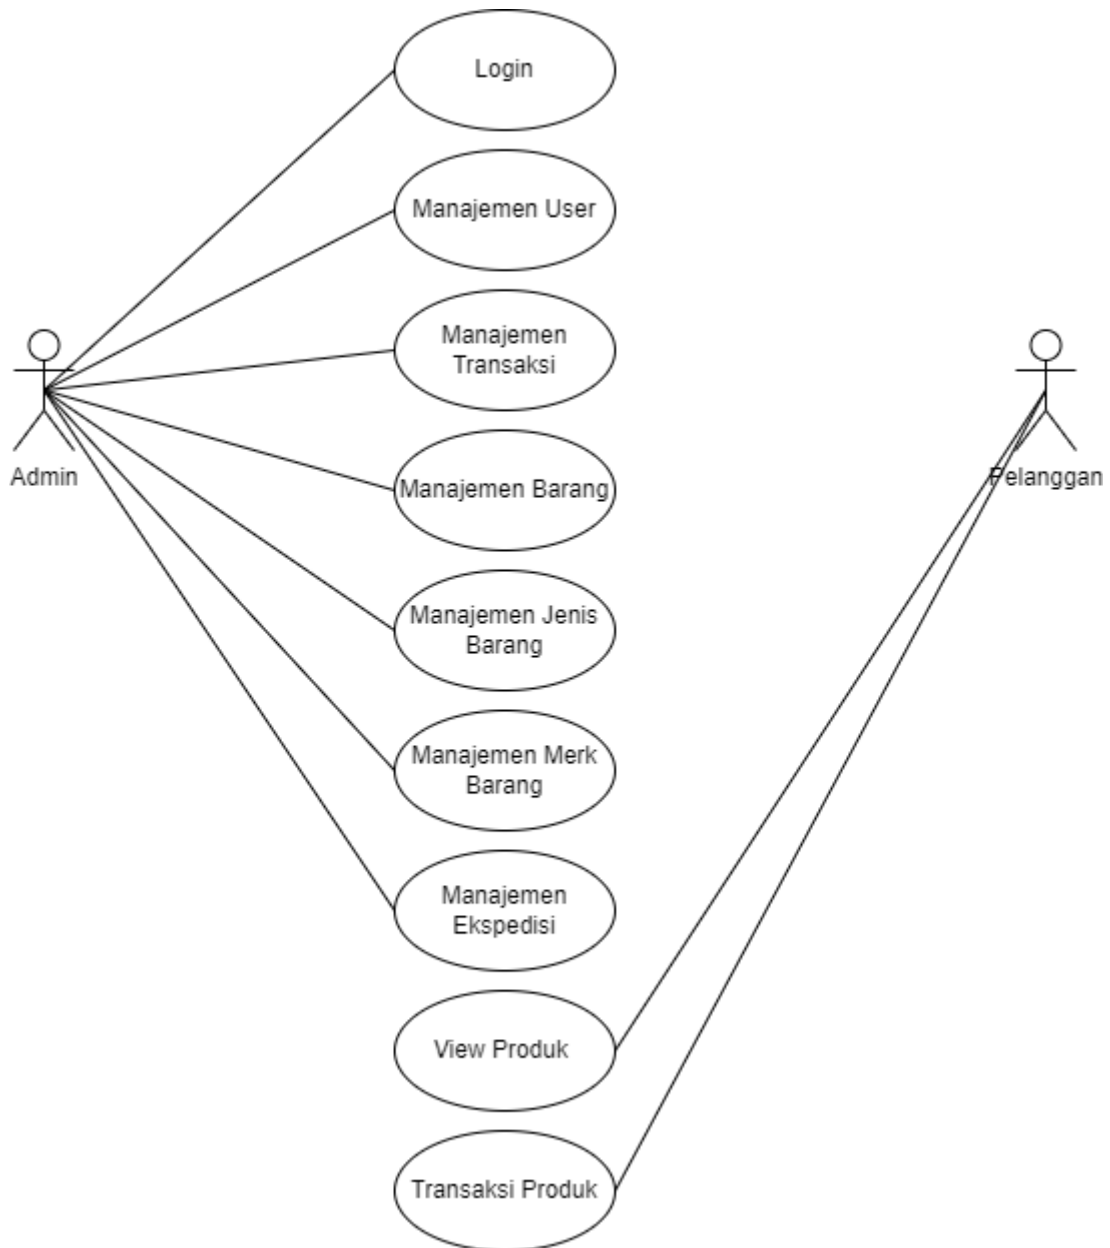 Login
Manajemen User
Manajemen
Transaksi
Admin
Pelanggan
Manajemen Barang
Manajemen Jenis
Barang
Manajemen Merk
Barang
Manajemen
Ekspedisi
View Produk
Transaksi Produk